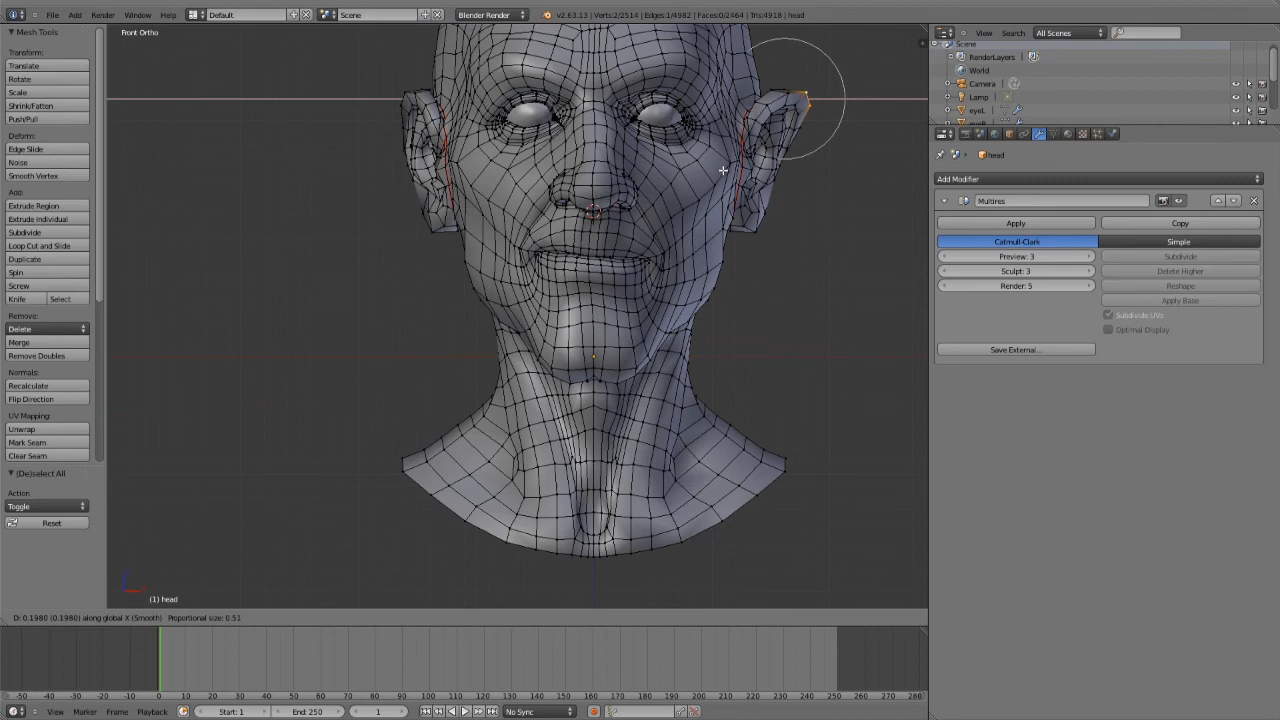 File Add Render Window Help Default Scene Blender Render v2.63.13 | Verts:2/2514 | Edges:1/4982 | Faces:0/2464 | Tris:4918 | head
Mesh Tools
Transform:
Translate
Rotate
Scale
Shrink/Fatten
Push/Pull
Deform:
Edge Slide
Noise
Smooth Vertex
Add:
Extrude Region
Extrude Individual
Subdivide
Loop Cut and Slide
Duplicate
Spin
Screw
Knife Select
Remove:
Delete
Merge
Remove Doubles
Normals:
Recalculate
Flip Direction
UV Mapping:
Unwrap
Mark Seam
Clear Seam
(De)select All
Action
Toggle
Reset
Front Ortho
(1) head
D: 0.1980 (0.1980) along global X (Smooth) Proportional size: 0.51
View Search All Scenes
Scene
RenderLayers
World
Camera
Lamp
eyeL
head
Add Modifier
Multires
Apply Copy
Catmull-Clark Simple
Preview: 3 Subdivide
Sculpt: 3 Delete Higher
Render: 5 Reshape
Apply Base
Subdivide UVs
Optimal Display
Save External...
-50 -40 -30 -20 -10 0 10 20 30 40 50 60 70 80 90 100 110 120 130 140 150 160 170 180 190 200 210 220 230 240 250 260 270 280
View Marker Frame Playback Start: 1 End: 250 1 No Sync